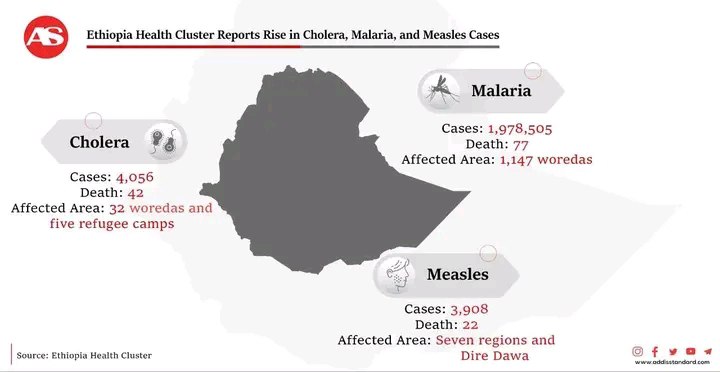 AS
Ethiopia Health Cluster Reports Rise in Cholera, Malaria, and Measles Cases
Malaria
Cases: 1,978,505
Death: 77
Affected Area: 1,147 woredas
Cholera
Cases: 4,056
Death: 42
Affected Area: 32 woredas and
five refugee camps
Measles
Cases: 3,908
Death: 22
Affected Area: Seven regions and
Dire Dawa
Source: Ethiopia Health Cluster
www.addisstandard.com